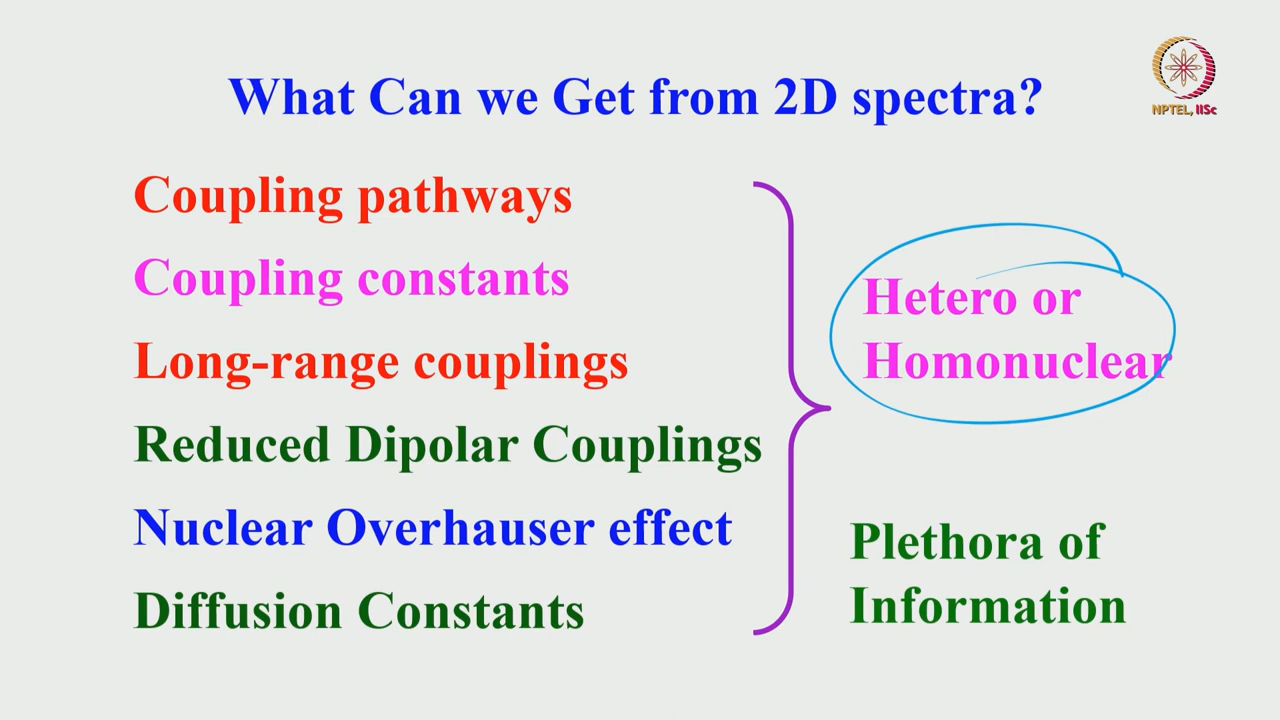 NPTEL, IISc
What Can we Get from 2D spectra?
Coupling pathways
Coupling constants
Long-range couplings
Reduced Dipolar Couplings
Nuclear Overhauser effect
Diffusion Constants
Hetero or
Homonuclear
Plethora of
Information